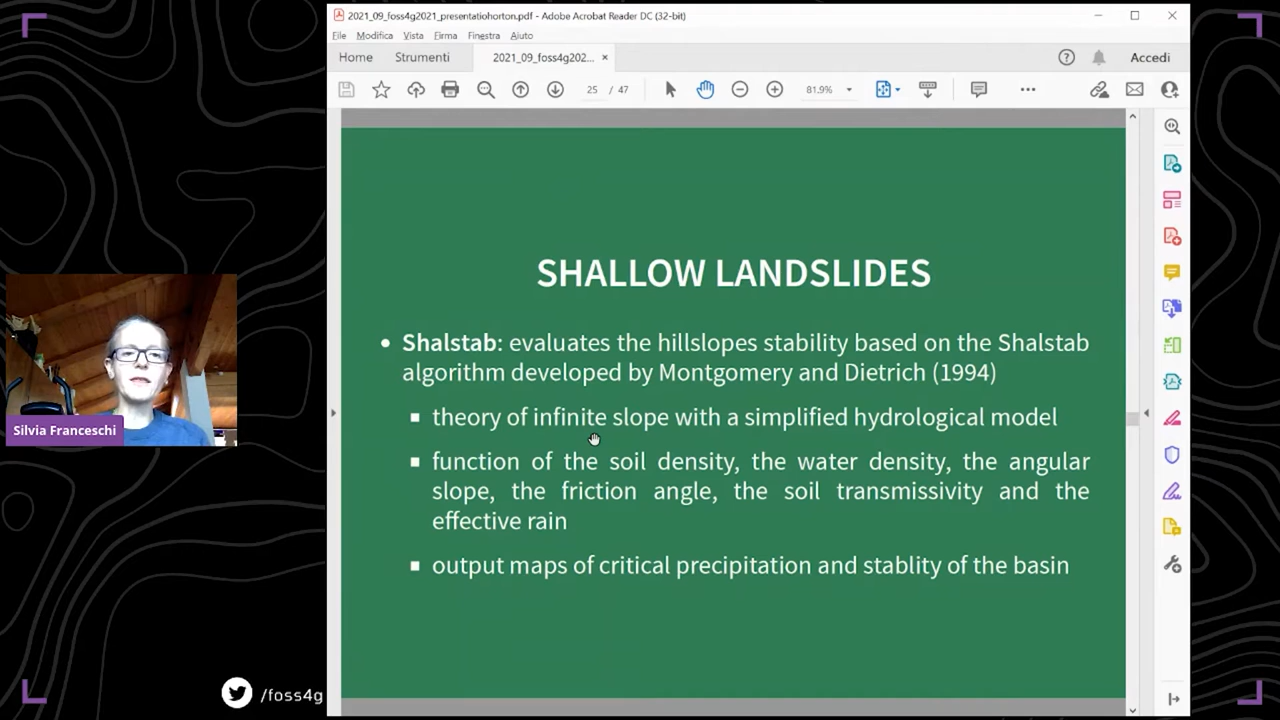 2021_09_foss4g2021_presentatiohorton.pdf - Adobe Acrobat Reader DC (32-bit)
File Modifica Vista Firma Finestra Aiuto
Home Strumenti 2021_09_foss4g202... × Accedi
25 / 47 81.9%
SHALLOW LANDSLIDES
• Shalstab: evaluates the hillslopes stability based on the Shalstab
algorithm developed by Montgomery and Dietrich (1994)
▪ theory of infinite slope with a simplified hydrological model
▪ function of the soil density, the water density, the angular
slope, the friction angle, the soil transmissivity and the
effective rain
▪ output maps of critical precipitation and stablity of the basin
Silvia Franceschi
/foss4g